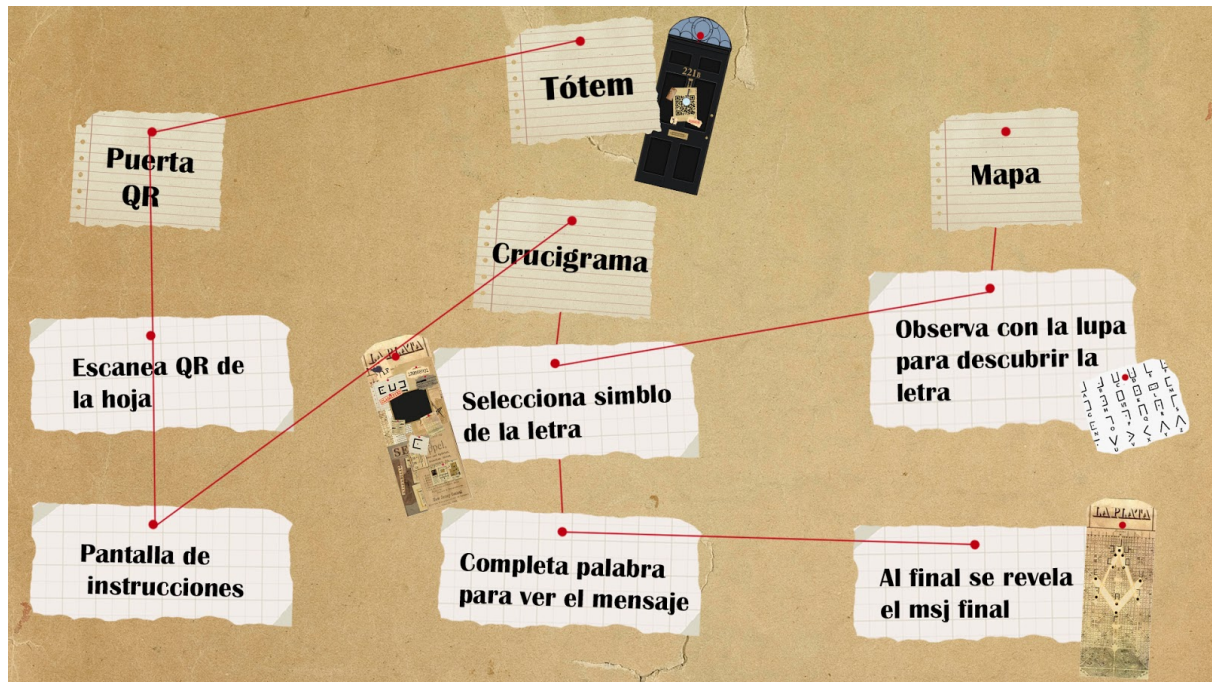 Tótem
221B
Puerta
QR
Mapa
Crucigrama
Escanea QR de
la hoja
LA PLATA
Selecciona simblo
de la letra
Observa con la lupa
para descubrir la
letra
Pantalla de
instrucciones
Completa palabra
para ver el mensaje
Al final se revela
el msj final
LA PLATA